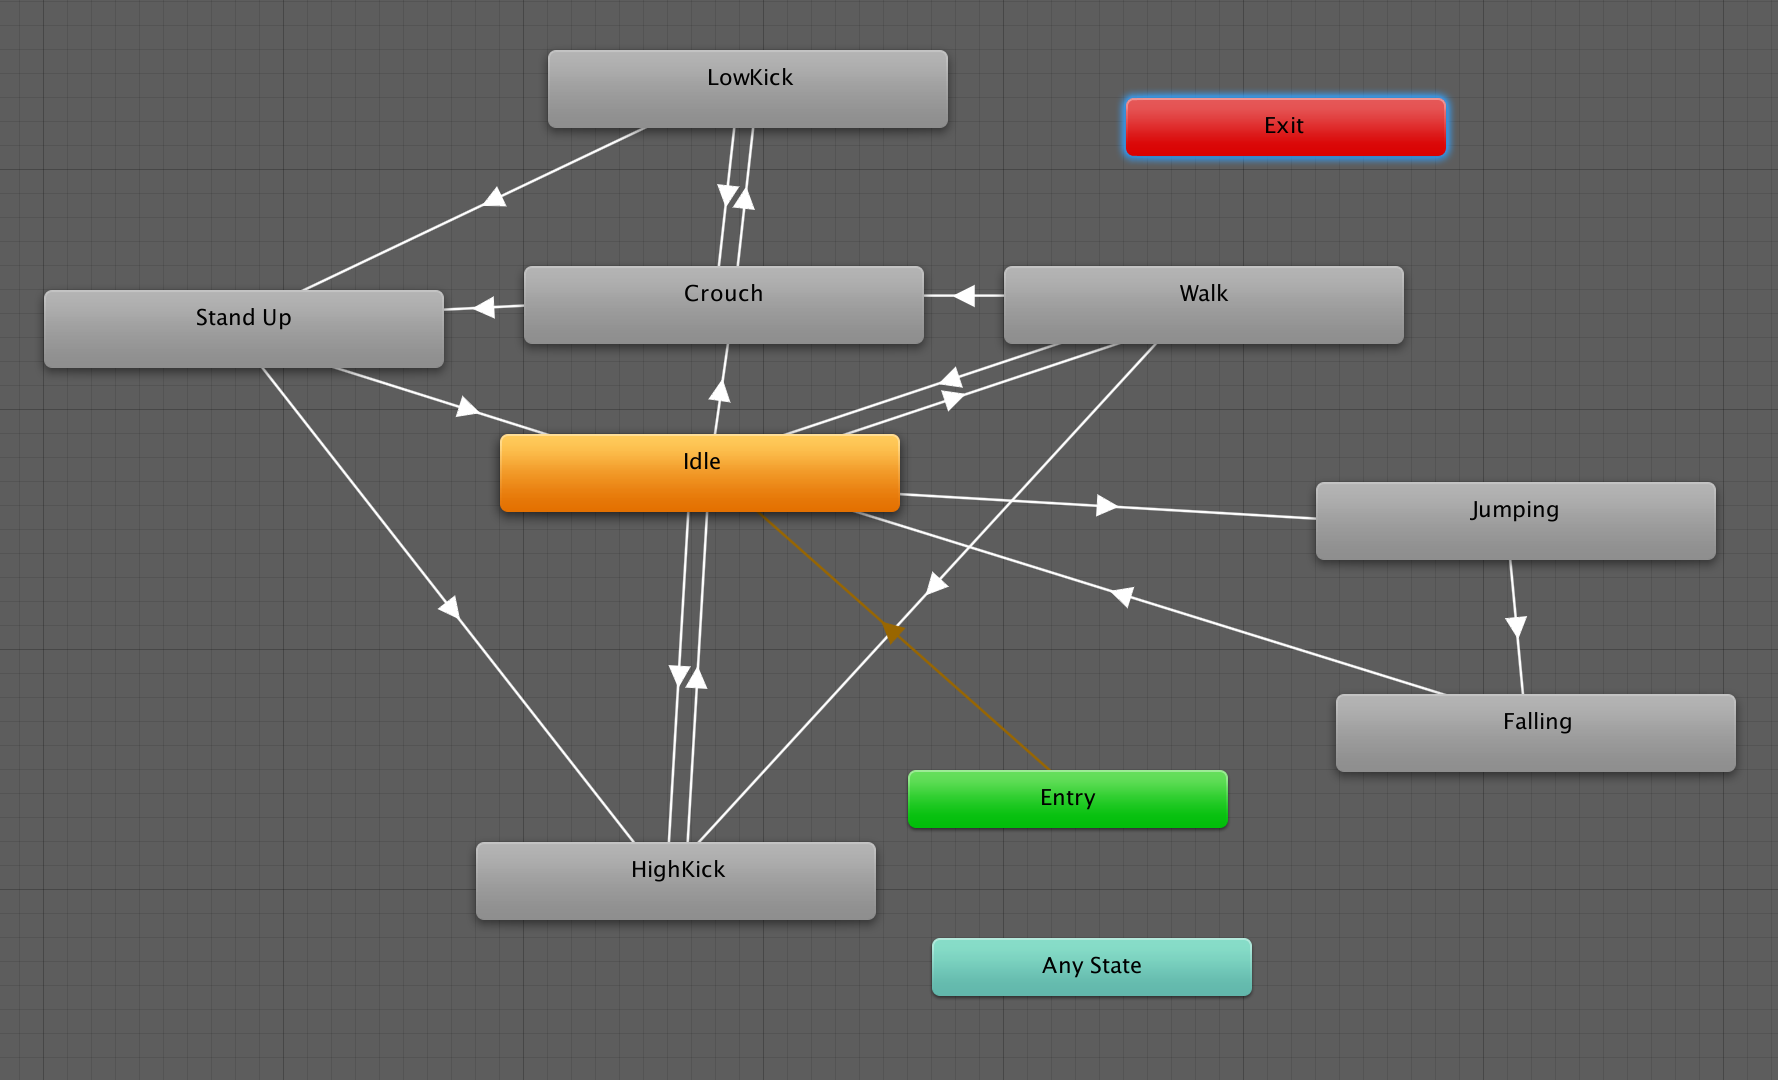 LowKick
Exit
Crouch
Walk
Stand Up
Idle
Jumping
Falling
Entry
HighKick
Any State